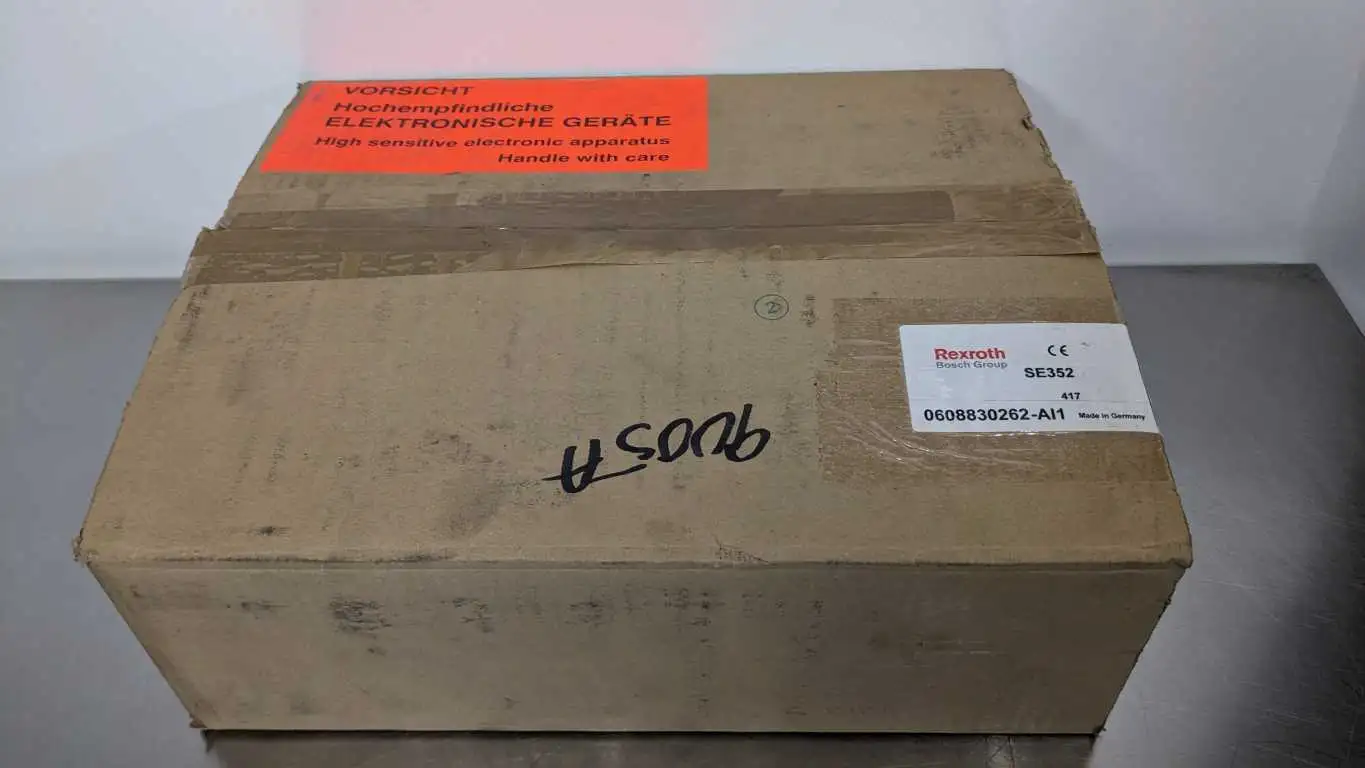 VORSICHT
Hochempfindliche
ELEKTRONISCHE GERÄTE
High sensitive electronic apparatus
Handle with care
2
Rexroth
Bosch Group
CE
SE352
417
0608830262-AI1 Made in Germany